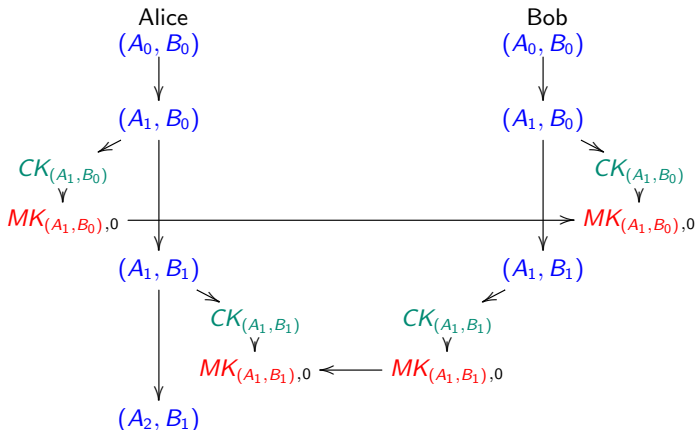 Alice Bob
(A₀, B₀) (A₀, B₀)
(A₁, B₀) (A₁, B₀)
CK₍A₁,B₀₎ CK₍A₁,B₀₎
MK₍A₁,B₀₎,₀ MK₍A₁,B₀₎,₀
(A₁, B₁) (A₁, B₁)
CK₍A₁,B₁₎ CK₍A₁,B₁₎
MK₍A₁,B₁₎,₀ MK₍A₁,B₁₎,₀
(A₂, B₁)